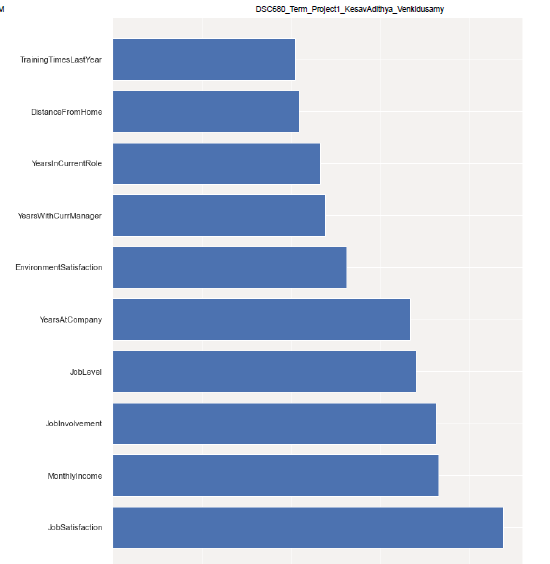 M
DSC680_Term_Project1_KesavAdithya_Venkidusamy
TrainingTimesLastYear
DistanceFromHome
YearsInCurrentRole
YearsWithCurrManager
EnvironmentSatisfaction
YearsAtCompany
JobLevel
JobInvolvement
MonthlyIncome
JobSatisfaction